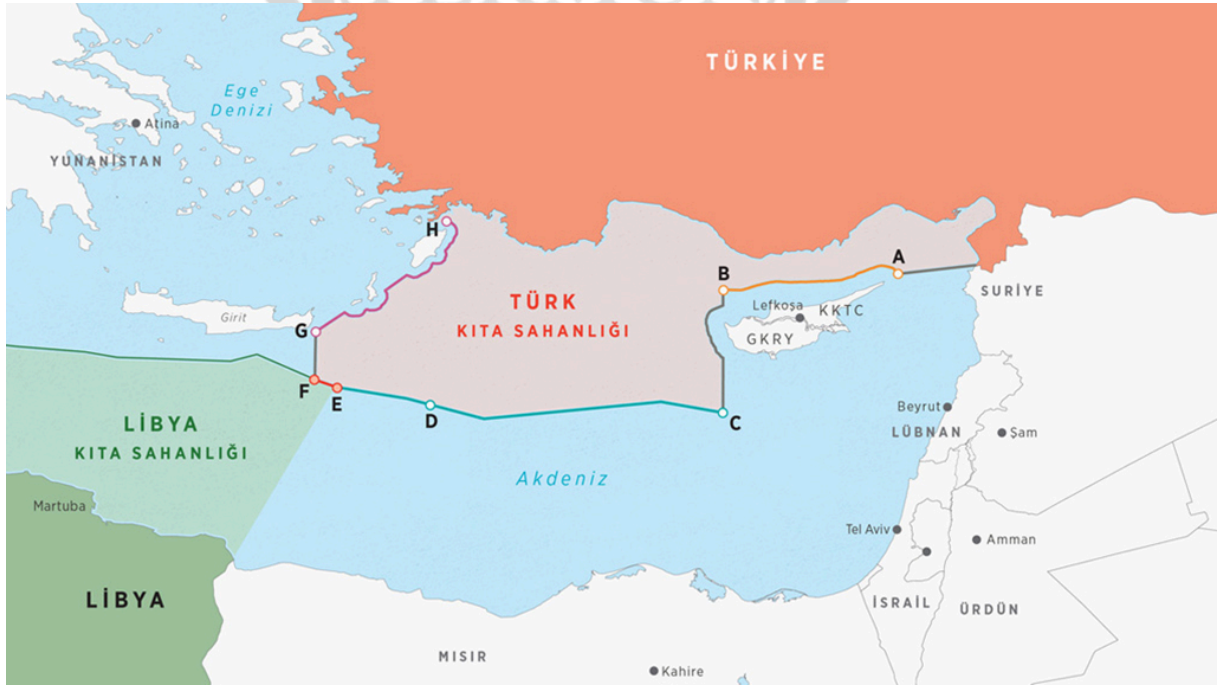 TÜRKİYE
Ege
Denizi
Atina
YUNANİSTAN
H
A
B
SURİYE
TÜRK
KITA SAHANLIĞI
Lefkoşa
KKTC
GKRY
Girit
G
F
E
D
C
Beyrut
LÜBNAN
Şam
LİBYA
KITA SAHANLIĞI
Akdeniz
Martuba
Tel Aviv
Amman
LİBYA
İSRAİL
ÜRDÜN
MISIR
Kahire